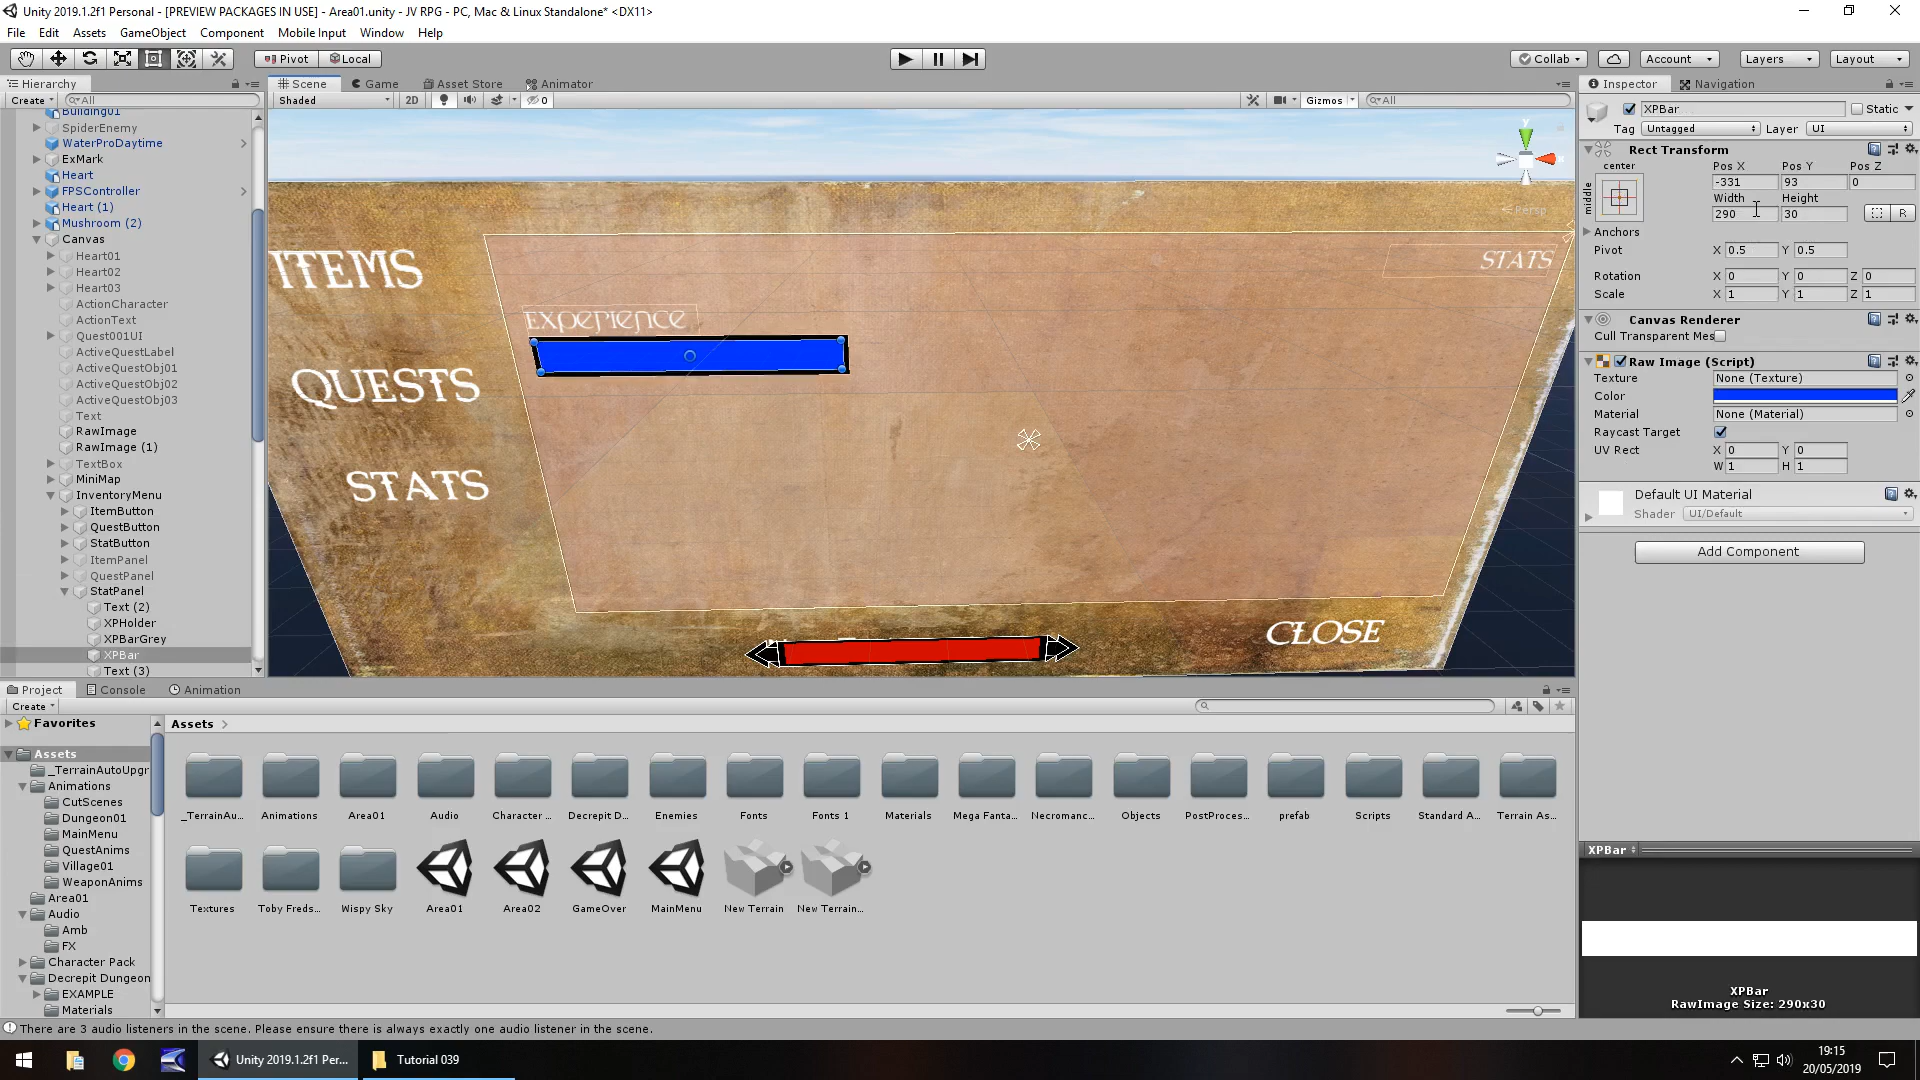 Unity 2019.1.2f1 Personal - [PREVIEW PACKAGES IN USE] - Area01.unity - JV RPG - PC, Mac & Linux Standalone* <DX11>
File Edit Assets GameObject Component Mobile Input Window Help
Pivot Local Collab Account Layers Layout
Hierarchy Scene Game Asset Store Animator Inspector Navigation
Create All Shaded 2D 0 Gizmos All
XPBar Static
Tag Untagged Layer UI
Building01
SpiderEnemy
WaterProDaytime
ExMark
Heart
FPSController
Heart (1)
Mushroom (2)
Canvas
Heart01
Heart02
Heart03
ActionCharacter
ActionText
Quest001UI
ActiveQuestLabel
ActiveQuestObj01
ActiveQuestObj02
ActiveQuestObj03
Text
RawImage
RawImage (1)
TextBox
MiniMap
InventoryMenu
ItemButton
QuestButton
StatButton
ItemPanel
QuestPanel
StatPanel
Text (2)
XPHolder
XPBarGrey
XPBar
Text (3)
y
Persp
ITEMS
STATS
Experience
QUESTS
STATS
CLOSE
Rect Transform
center
middle
Pos X Pos Y Pos Z
-331 93 0
Width Height
290 30 R
Anchors
Pivot X 0.5 Y 0.5
Rotation X 0 Y 0 Z 0
Scale X 1 Y 1 Z 1
Canvas Renderer
Cull Transparent Mes
Raw Image (Script)
Texture None (Texture)
Color
Material None (Material)
Raycast Target
UV Rect X 0 Y 0
W 1 H 1
Default UI Material
Shader UI/Default
Add Component
XPBar
XPBar
RawImage Size: 290x30
Project Console Animation
Create
Favorites
Assets
_TerrainAutoUpgr
Animations
CutScenes
Dungeon01
MainMenu
QuestAnims
Village01
WeaponAnims
Area01
Audio
Amb
FX
Character Pack
Decrepit Dungeon
EXAMPLE
Materials
Assets
_TerrainAu... Animations Area01 Audio Character ... Decrepit D... Enemies Fonts Fonts 1 Materials Mega Fanta... Necromanc... Objects PostProces... prefab Scripts Standard A... Terrain As...
Textures Toby Freds... Wispy Sky Area01 Area02 GameOver MainMenu New Terrain New Terrain...
There are 3 audio listeners in the scene. Please ensure there is always exactly one audio listener in the scene.
Unity 2019.1.2f1 Per... Tutorial 039
19:15
20/05/2019